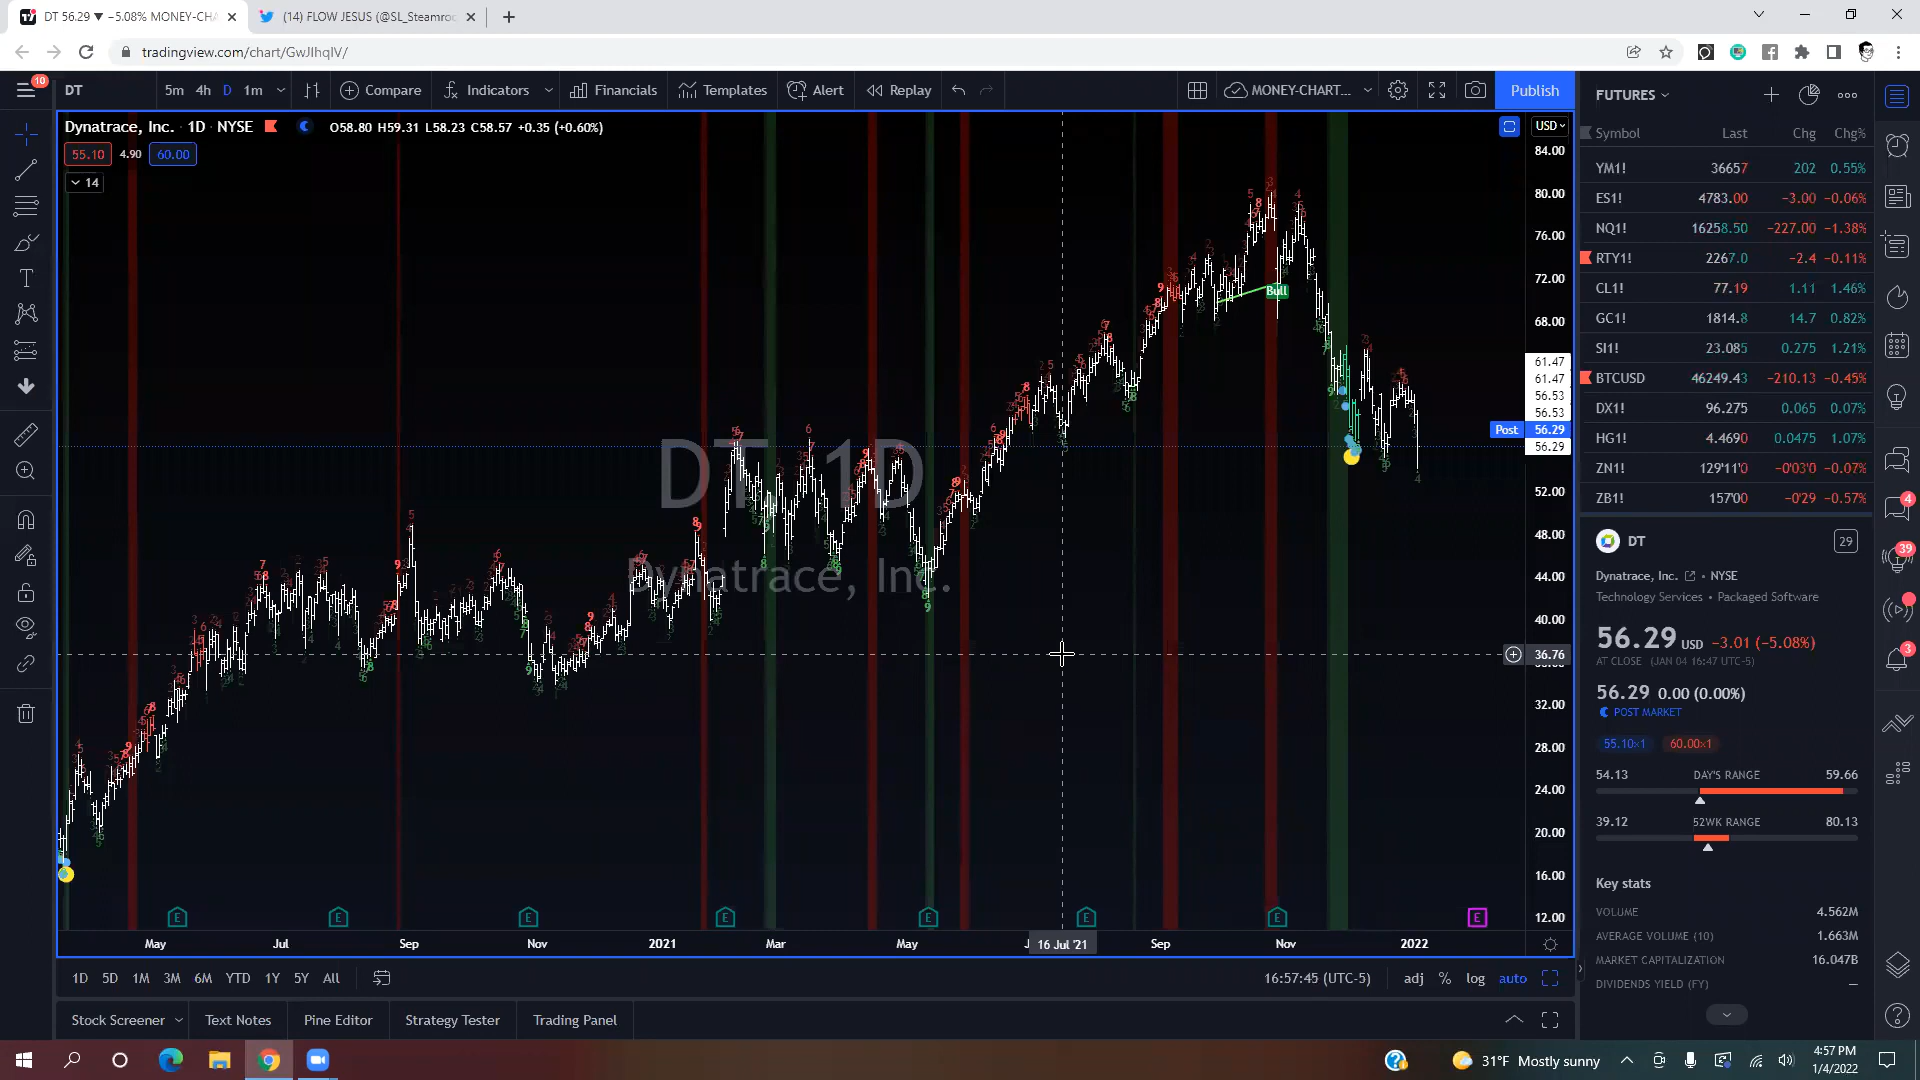 DT 56.29 ▼ −5.08% MONEY-CHA
(14) FLOW JESUS (@SL_Steamro
tradingview.com/chart/GwJIhqIV/
10
DT
5m 4h D 1m
Compare
Indicators
Financials
Templates
Alert
Replay
MONEY-CHART...
Publish
Dynatrace, Inc. · 1D · NYSE
O58.80 H59.31 L58.23 C58.57 +0.35 (+0.60%)
55.10 4.90 60.00
14
USD
84.00
80.00
76.00
72.00
68.00
61.47
61.47
56.53
56.53
Post 56.29
56.29
52.00
48.00
44.00
40.00
36.76
32.00
28.00
24.00
20.00
16.00
12.00
Bull
DT 1D
Dynatrace, Inc.
E E E E E E E E
May Jul Sep Nov 2021 Mar May 16 Jul '21 Sep Nov 2022
1D 5D 1M 3M 6M YTD 1Y 5Y All
16:57:45 (UTC-5) adj % log auto
Stock Screener
Text Notes
Pine Editor
Strategy Tester
Trading Panel
FUTURES
Symbol Last Chg Chg%
YM1! 36657 202 0.55%
ES1! 4783.00 −3.00 −0.06%
NQ1! 16258.50 −227.00 −1.38%
RTY1! 2267.0 −2.4 −0.11%
CL1! 77.19 1.11 1.46%
GC1! 1814.8 14.7 0.82%
SI1! 23.085 0.275 1.21%
BTCUSD 46249.43 −210.13 −0.45%
DX1! 96.275 0.065 0.07%
HG1! 4.4690 0.0475 1.07%
ZN1! 129'11'0 −0'03'0 −0.07%
ZB1! 157'00 −0'29 −0.57%
DT 29
Dynatrace, Inc. • NYSE
Technology Services • Packaged Software
56.29 USD −3.01 (−5.08%)
AT CLOSE (JAN 04 16:47 UTC-5)
56.29 0.00 (0.00%)
POST MARKET
55.10×1 60.00×1
54.13 DAY'S RANGE 59.66
39.12 52WK RANGE 80.13
Key stats
VOLUME 4.562M
AVERAGE VOLUME (10) 1.663M
MARKET CAPITALIZATION 16.047B
DIVIDENDS YIELD (FY) —
4
39
3
31°F Mostly sunny
4:57 PM
1/4/2022